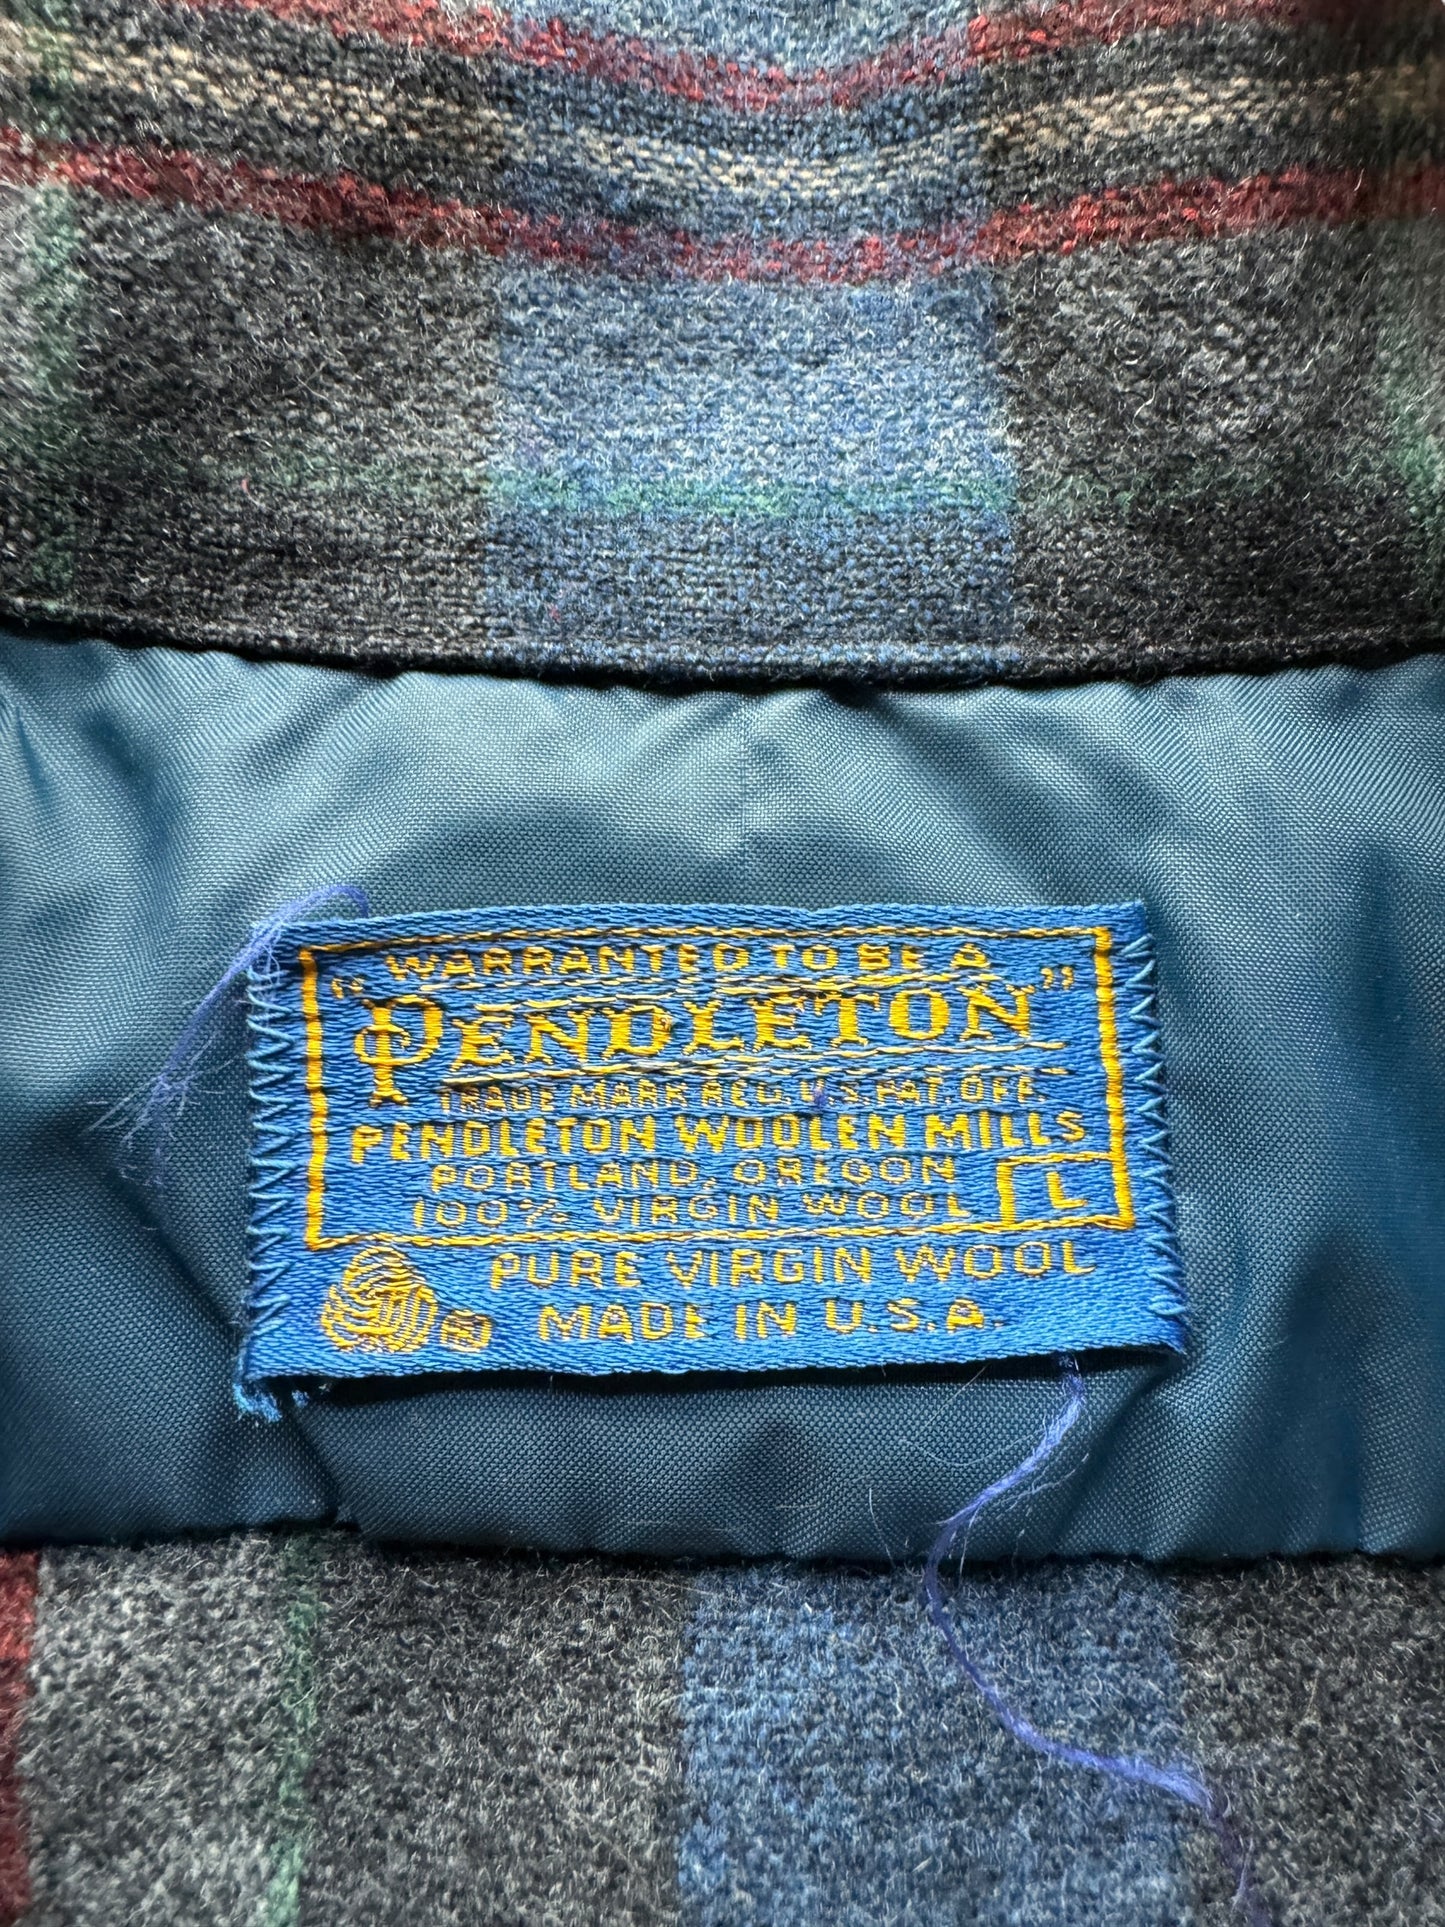 WARRANTED TO BE A
"PENDLETON"
TRADE MARK REG. U.S. PAT. OFF.
PENDLETON WOOLEN MILLS
PORTLAND, OREGON
100% VIRGIN WOOL L
PURE VIRGIN WOOL
® MADE IN U.S.A.